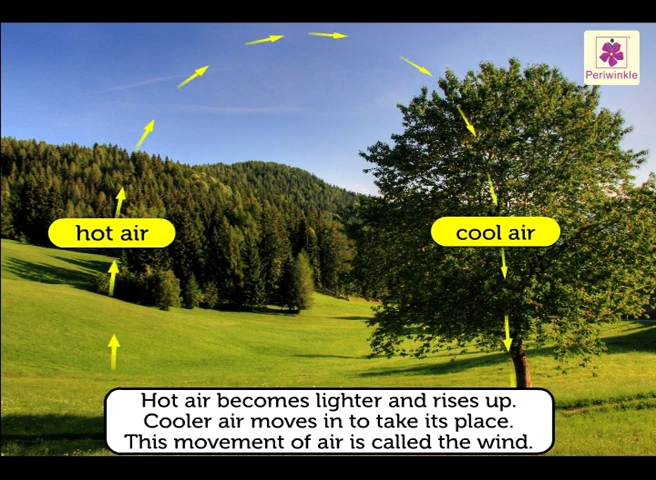 Periwinkle
hot air
cool air
Hot air becomes lighter and rises up.
Cooler air moves in to take its place.
This movement of air is called the wind.